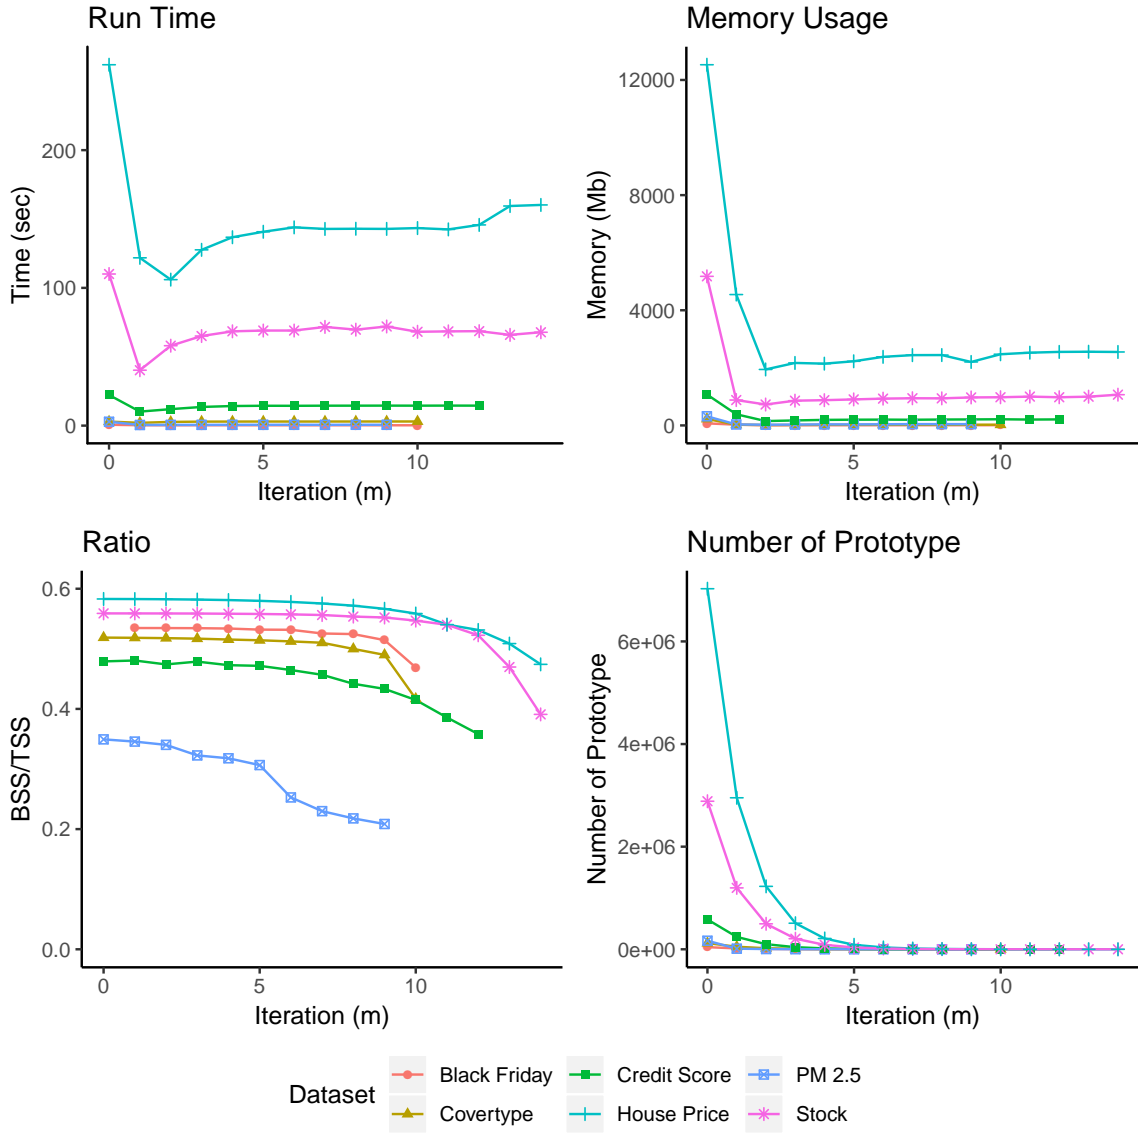 Run Time
Time (sec)
200
100
0
0 5 10
Iteration (m)
Memory Usage
Memory (Mb)
12000
8000
4000
0
0 5 10
Iteration (m)
Ratio
BSS/TSS
0.6
0.4
0.2
0.0
0 5 10
Iteration (m)
Number of Prototype
Number of Prototype
6e+06
4e+06
2e+06
0e+00
0 5 10
Iteration (m)
Dataset
Black Friday Credit Score PM 2.5
Covertype House Price Stock